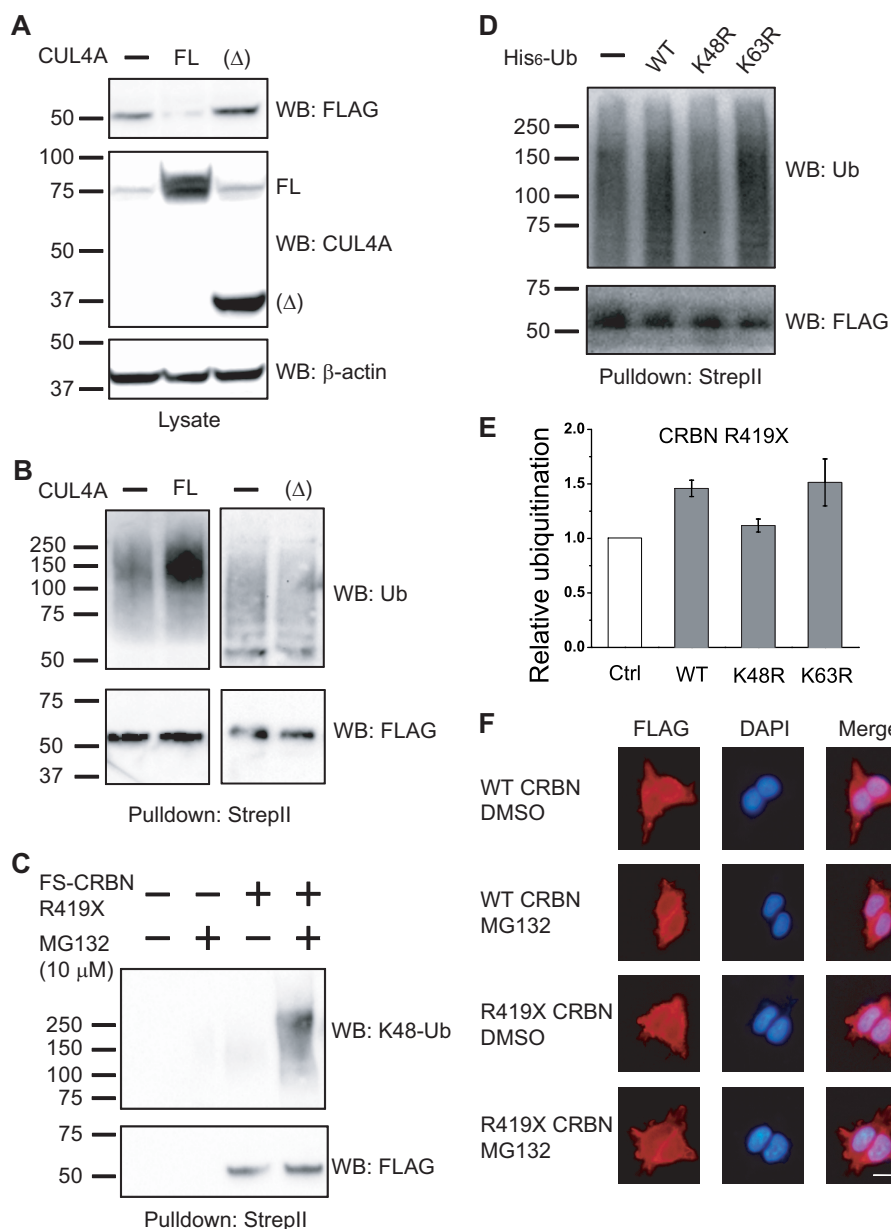 A
CUL4A — FL (Δ)
50
WB: FLAG
100
75
50
37
FL
WB: CUL4A
(Δ)
50
37
WB: β-actin
Lysate
B
CUL4A — FL — (Δ)
250
150
100
75
50
WB: Ub
75
50
37
WB: FLAG
Pulldown: StrepII
C
FS-CRBN
R419X
— — + +
MG132
(10 μM)
— + — +
250
150
100
75
WB: K48-Ub
75
50
WB: FLAG
Pulldown: StrepII
D
His6-Ub — WT K48R K63R
250
150
100
75
WB: Ub
75
50
WB: FLAG
Pulldown: StrepII
E
CRBN R419X
Relative ubiquitination
2.0
1.5
1.0
0.5
0.0
Ctrl WT K48R K63R
F
FLAG DAPI Merge
WT CRBN
DMSO
WT CRBN
MG132
R419X CRBN
DMSO
R419X CRBN
MG132